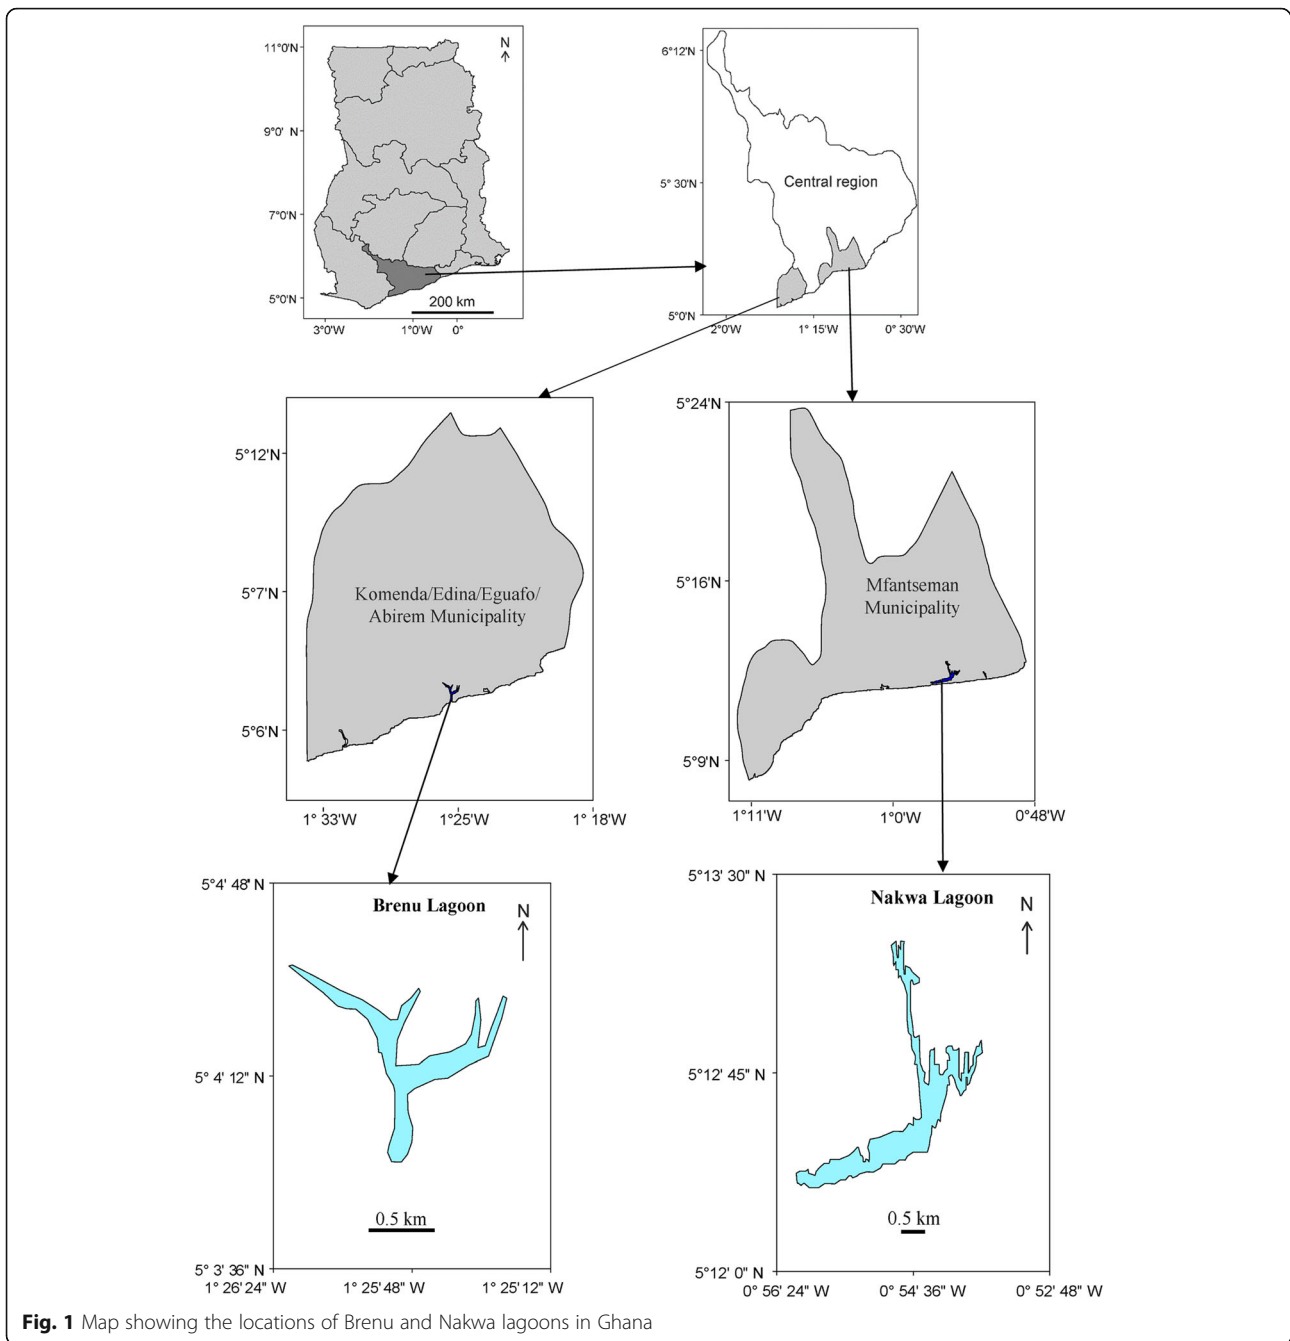 11°0'N
9°0' N
7°0'N
5°0'N
3°0'W
1°0'W
0°
N
200 km
6°12'N
5° 30'N
5°0'N
2°0'W
1° 15'W
0° 30'W
Central region
5°12'N
5°7'N
5°6'N
1° 33'W
1°25'W
1° 18'W
Komenda/Edina/Eguafo/
Abirem Municipality
5°24'N
5°16'N
5°9'N
1°11'W
1°0'W
0°48'W
Mfantseman
Municipality
5°4' 48" N
5° 4' 12" N
5° 3' 36" N
1° 26' 24" W
1° 25' 48" W
1° 25' 12" W
Brenu Lagoon
N
0.5 km
5°13' 30" N
5°12' 45" N
5°12' 0" N
0° 56' 24" W
0° 54' 36" W
0° 52' 48" W
Nakwa Lagoon
N
0.5 km
Fig. 1 Map showing the locations of Brenu and Nakwa lagoons in Ghana